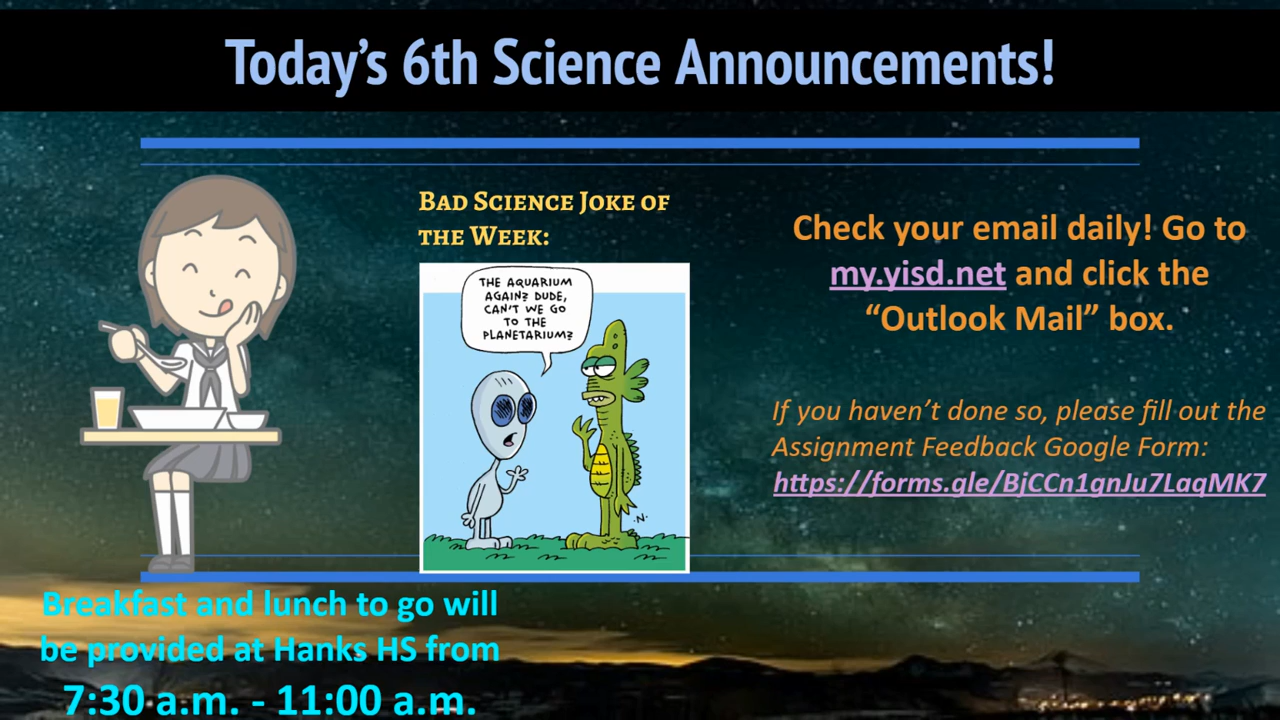 Today's 6th Science Announcements!
Bad Science Joke of
the Week:
THE AQUARIUM
AGAIN? DUDE,
CAN'T WE GO
TO THE
PLANETARIUM?
·N·
Check your email daily! Go to
my.yisd.net and click the
“Outlook Mail” box.
If you haven't done so, please fill out the
Assignment Feedback Google Form:
https://forms.gle/BjCCn1gnJu7LaqMK7
Breakfast and lunch to go will
be provided at Hanks HS from
7:30 a.m. - 11:00 a.m.